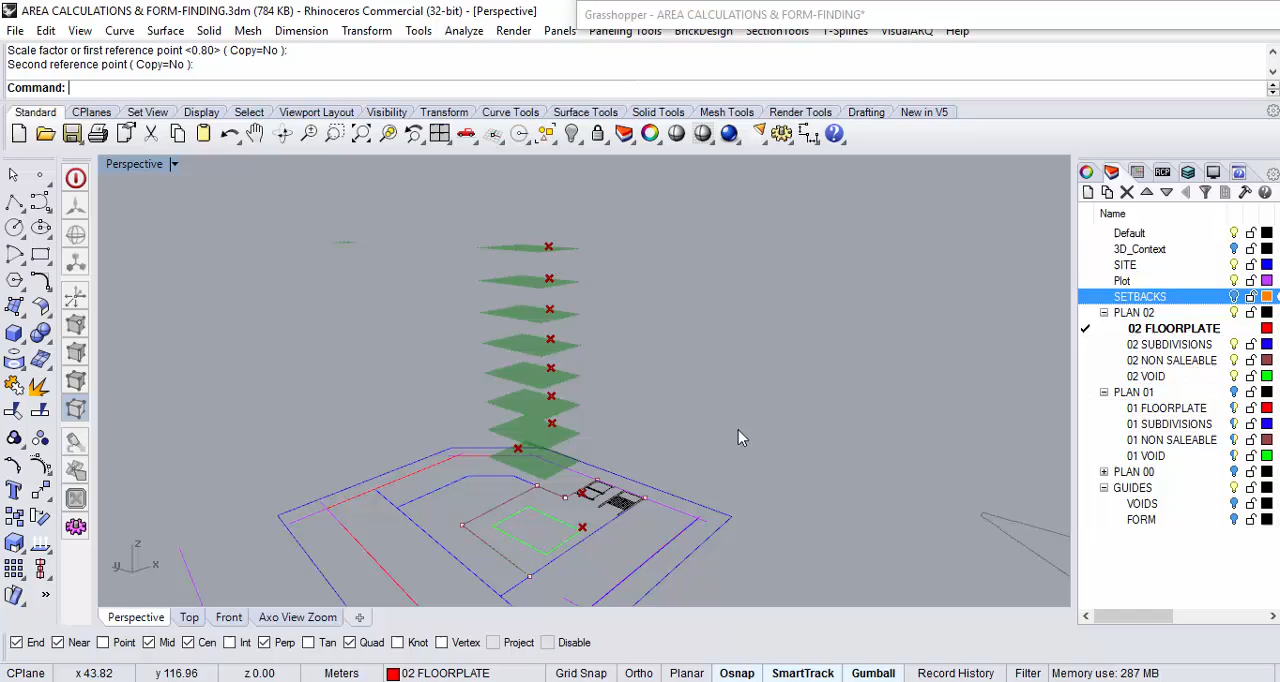 AREA CALCULATIONS & FORM-FINDING.3dm (784 KB) - Rhinoceros Commercial (32-bit) - [Perspective]
Grasshopper - AREA CALCULATIONS & FORM-FINDING*
File Edit View Curve Surface Solid Mesh Dimension Transform Tools Analyze Render Panels Paneling Tools BrickDesign SectionTools T-Splines VisualARQ Help
Scale factor or first reference point <0.80> ( Copy=No ):
Second reference point ( Copy=No ):
Command:
Standard CPlanes Set View Display Select Viewport Layout Visibility Transform Curve Tools Surface Tools Solid Tools Mesh Tools Render Tools Drafting New in V5
Perspective
Name
Default
3D_Context
SITE
Plot
SETBACKS
PLAN 02
02 FLOORPLATE
02 SUBDIVISIONS
02 NON SALEABLE
02 VOID
PLAN 01
01 FLOORPLATE
01 SUBDIVISIONS
01 NON SALEABLE
01 VOID
PLAN 00
GUIDES
VOIDS
FORM
z
y x
Perspective Top Front Axo View Zoom
End Near Point Mid Cen Int Perp Tan Quad Knot Vertex Project Disable
CPlane x 43.82 y 116.96 z 0.00 Meters 02 FLOORPLATE Grid Snap Ortho Planar Osnap SmartTrack Gumball Record History Filter Memory use: 287 MB